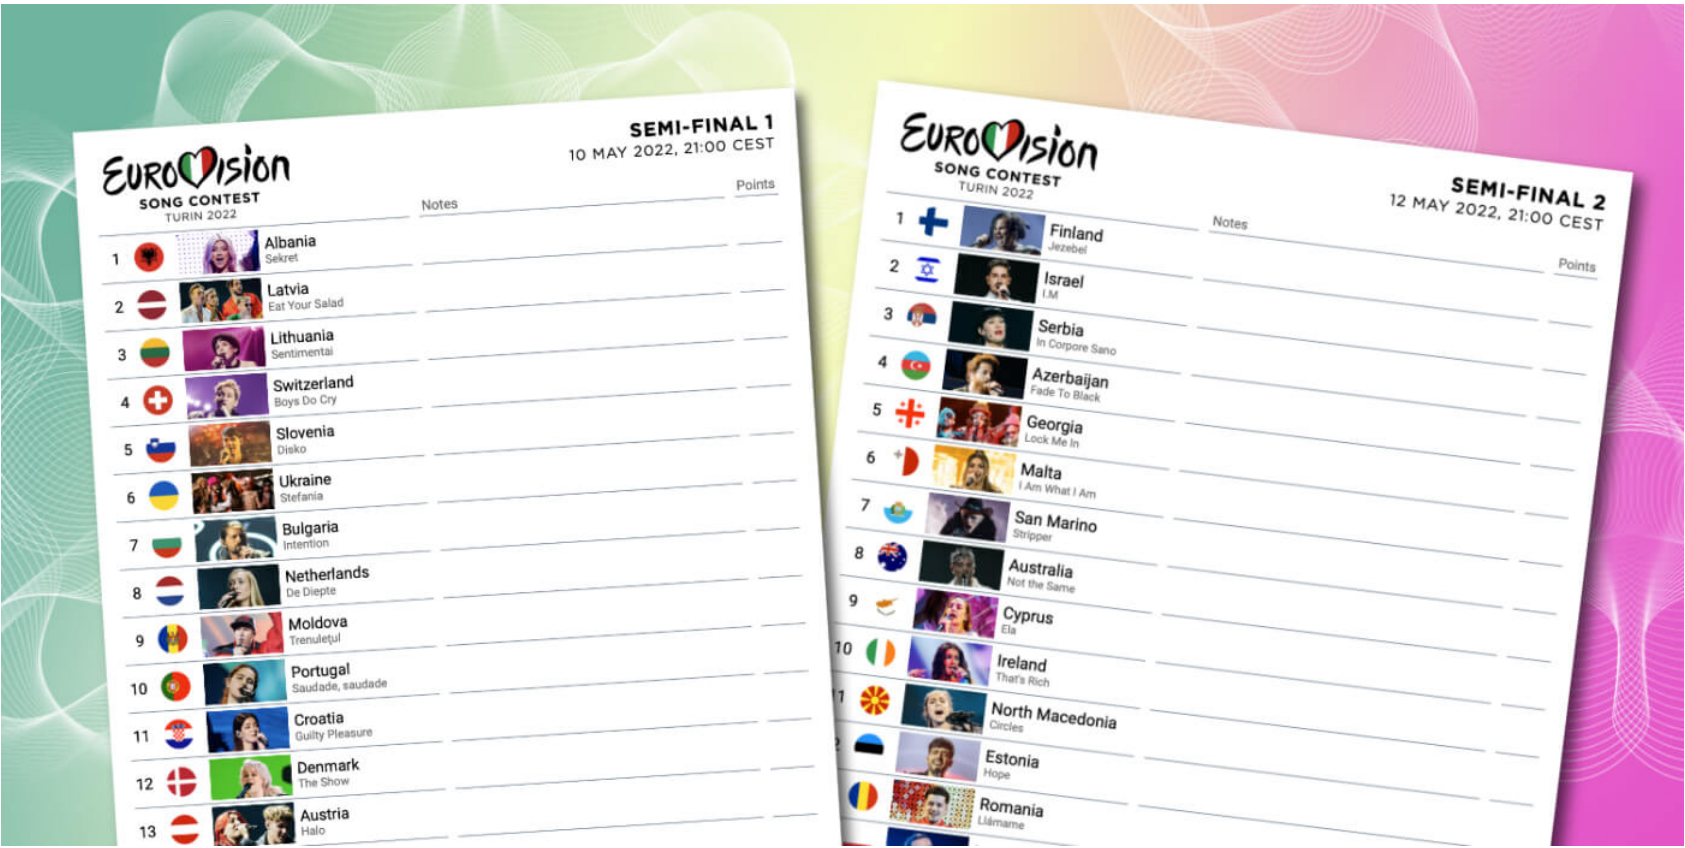 EUROVISION
SONG CONTEST
TURIN 2022
SEMI-FINAL 1
10 MAY 2022, 21:00 CEST
Notes
Points
1 Albania
Sekret
2 Latvia
Eat Your Salad
3 Lithuania
Sentimentai
4 Switzerland
Boys Do Cry
5 Slovenia
Disko
6 Ukraine
Stefania
7 Bulgaria
Intention
8 Netherlands
De Diepte
9 Moldova
Trenulețul
10 Portugal
Saudade, saudade
11 Croatia
Guilty Pleasure
12 Denmark
The Show
13 Austria
Halo
EUROVISION
SONG CONTEST
TURIN 2022
SEMI-FINAL 2
12 MAY 2022, 21:00 CEST
Notes
Points
1 Finland
Jezebel
2 Israel
I.M
3 Serbia
In Corpore Sano
4 Azerbaijan
Fade To Black
5 Georgia
Lock Me In
6 Malta
I Am What I Am
7 San Marino
Stripper
8 Australia
Not the Same
9 Cyprus
Ela
10 Ireland
That's Rich
11 North Macedonia
Circles
2 Estonia
Hope
Romania
Llámame